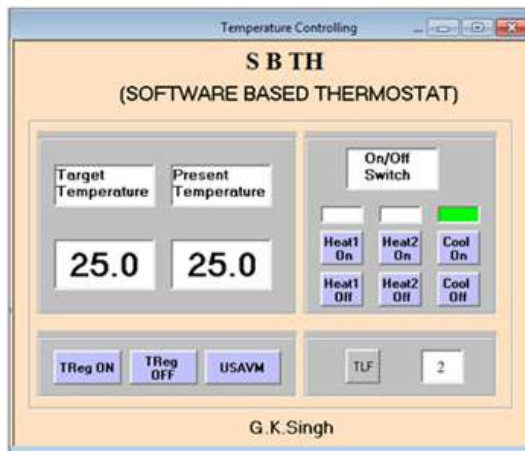 Temperature Controlling
S B TH
(SOFTWARE BASED THERMOSTAT)
Target
Temperature
Present
Temperature
25.0
25.0
On/Off
Switch
Heat1
On
Heat2
On
Cool
On
Heat1
Off
Heat2
Off
Cool
Off
TReg ON
TReg
OFF
USAVM
TLF
2
G.K.Singh